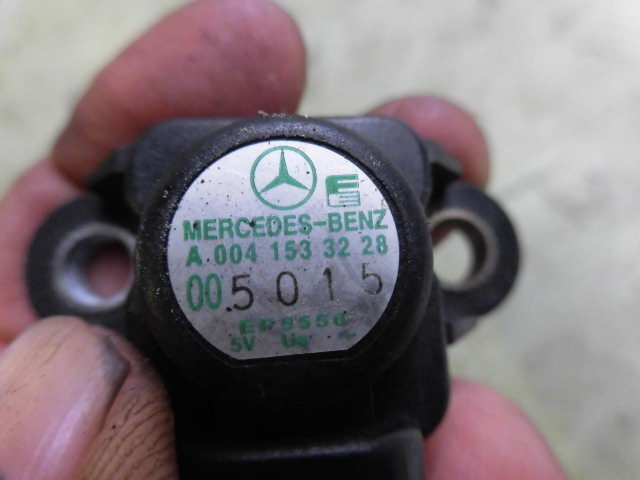 MERCEDES-BENZ
A 004 153 32 28
005015
5V